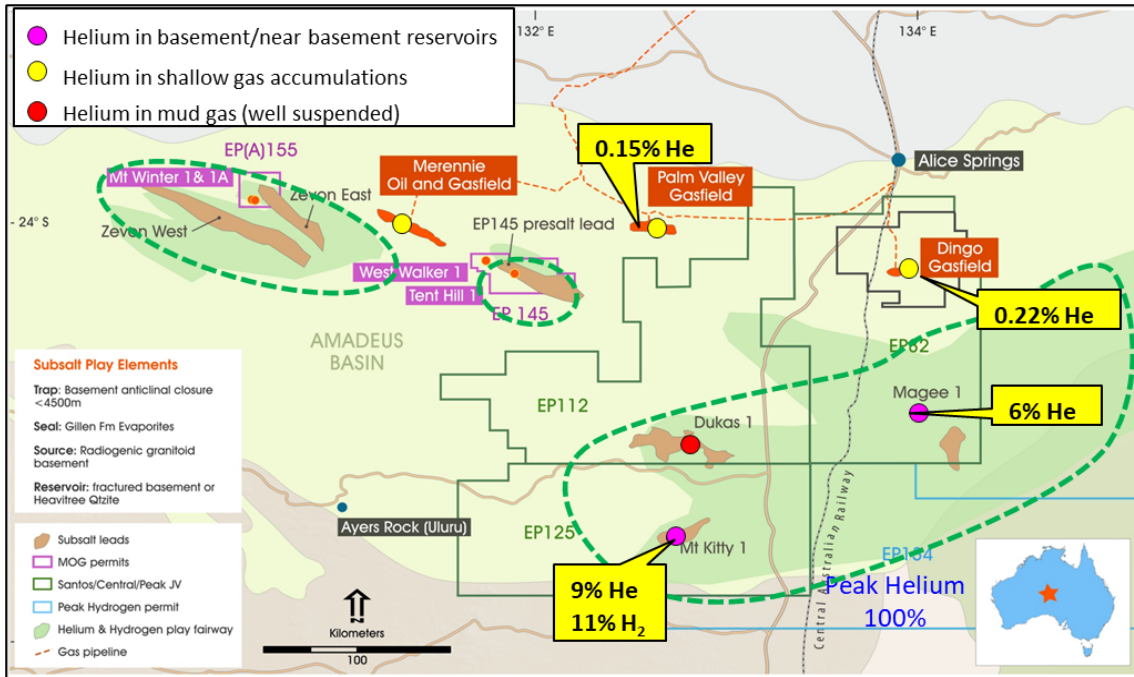 Helium in basement/near basement reservoirs
Helium in shallow gas accumulations
Helium in mud gas (well suspended)
132° E
134° E
24° S
EP(A)155
Mt Winter 1& 1A
Zevon East
Zevon West
Merennie
Oil and Gasfield
0.15% He
Palm Valley
Gasfield
Alice Springs
EP145 presalt lead
West Walker 1
Tent Hill 1
EP 145
Dingo
Gasfield
0.22% He
AMADEUS
BASIN
EP82
Magee 1
6% He
EP112
Dukas 1
Subsalt Play Elements
Trap: Basement anticlinal closure
<4500m
Seal: Gillen Fm Evaporites
Source: Radiogenic granitoid
basement
Reservoir: fractured basement or
Heavitree Qtzite
Ayers Rock (Uluru)
EP125
Mt Kitty 1
Central Australian Railway
9% He
11% H₂
EP134
Peak Helium
100%
Subsalt leads
MOG permits
Santos/Central/Peak JV
Peak Hydrogen permit
Helium & Hydrogen play fairway
Gas pipeline
Kilometers
100